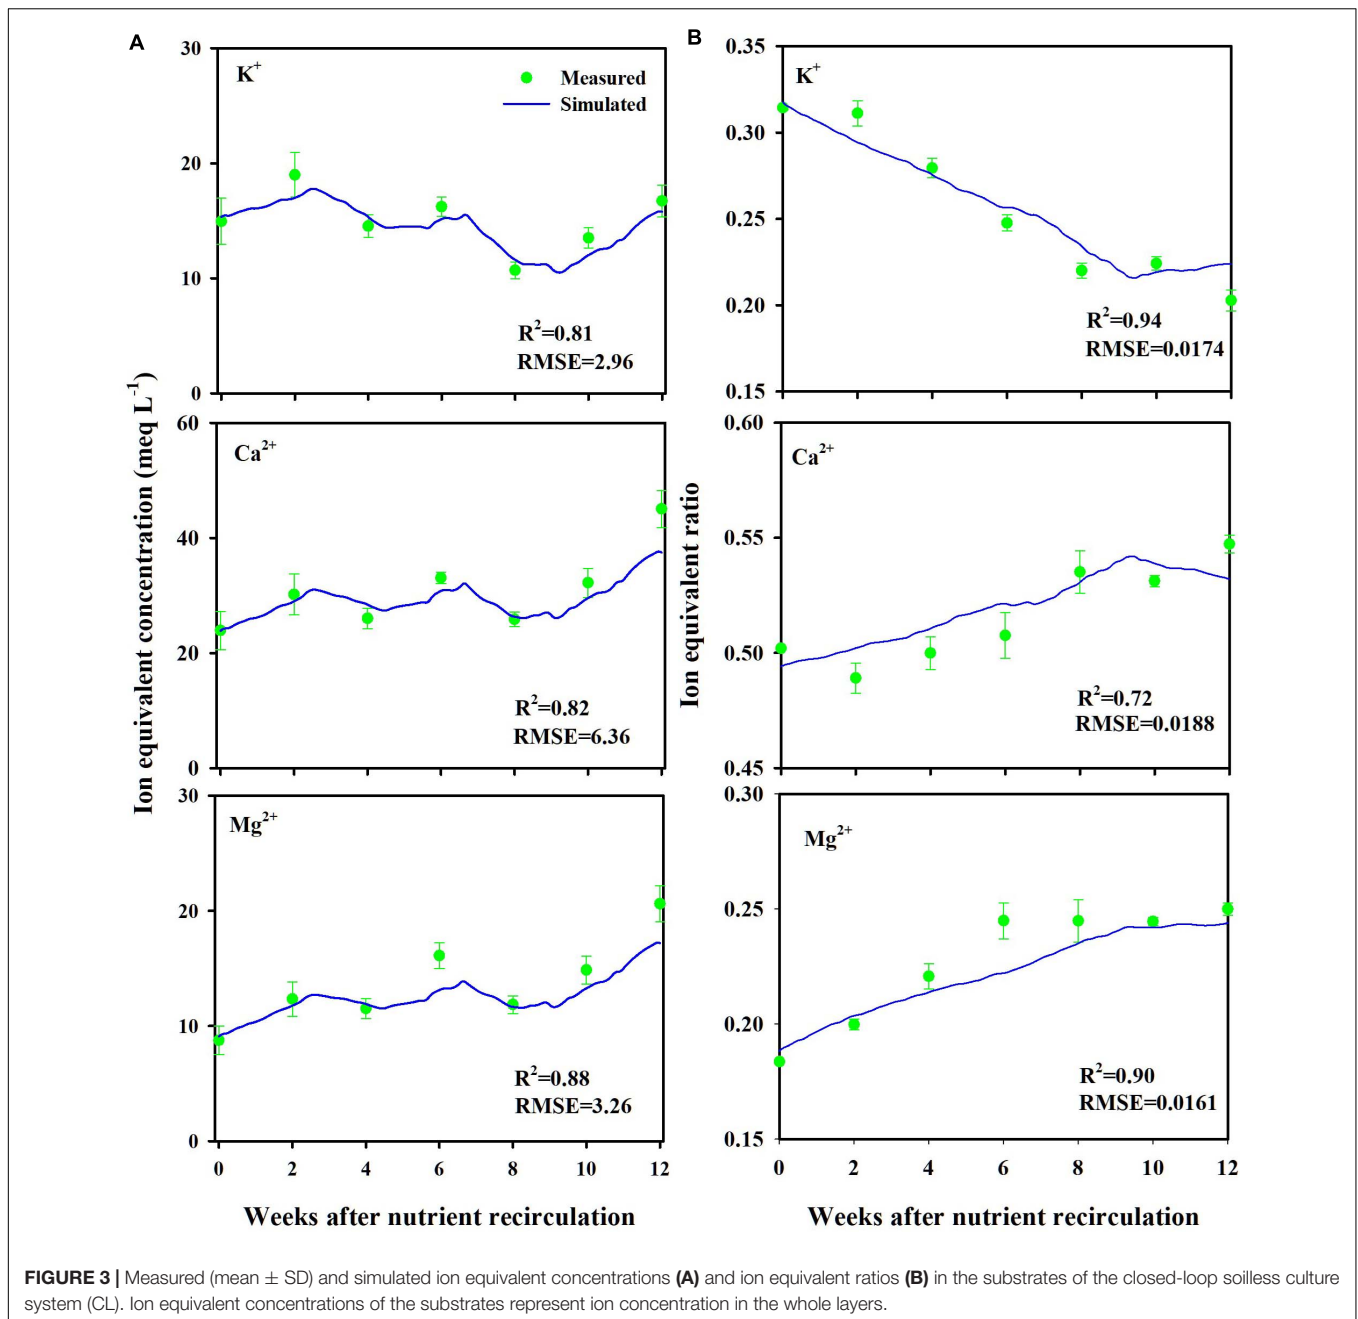 A
B
Ion equivalent concentration (meq L⁻¹)
30
20
10
0
K⁺
Measured
Simulated
R²=0.81
RMSE=2.96
60
40
20
0
Ca²⁺
R²=0.82
RMSE=6.36
30
20
10
0
Mg²⁺
R²=0.88
RMSE=3.26
0 2 4 6 8 10 12
Weeks after nutrient recirculation
Ion equivalent ratio
0.35
0.30
0.25
0.20
0.15
K⁺
R²=0.94
RMSE=0.0174
0.60
0.55
0.50
0.45
Ca²⁺
R²=0.72
RMSE=0.0188
0.30
0.25
0.20
0.15
Mg²⁺
R²=0.90
RMSE=0.0161
0 2 4 6 8 10 12
Weeks after nutrient recirculation
FIGURE 3 | Measured (mean ± SD) and simulated ion equivalent concentrations (A) and ion equivalent ratios (B) in the substrates of the closed-loop soilless culture
system (CL). Ion equivalent concentrations of the substrates represent ion concentration in the whole layers.